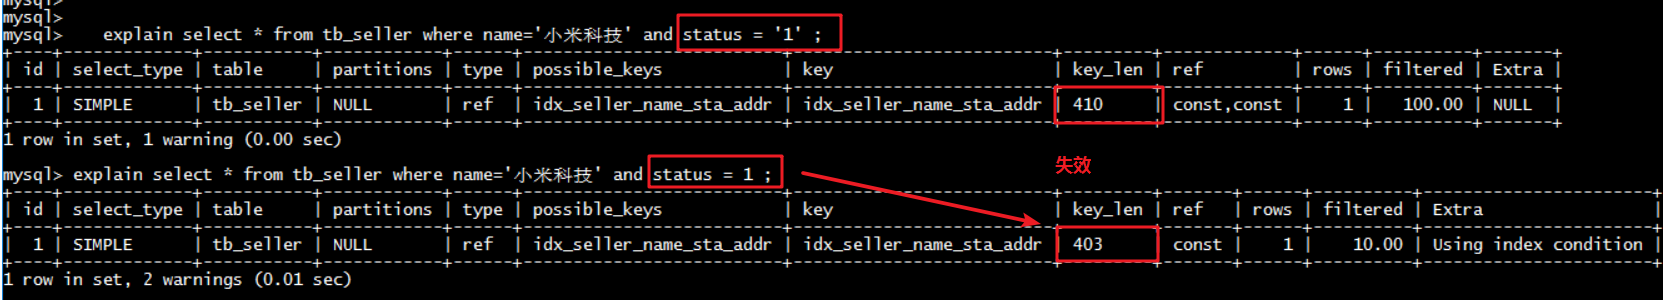 mysql>
mysql>
mysql>    explain select * from tb_seller where name='小米科技' and status = '1' ;
+----+-------------+-----------+------------+------+--------------------------+--------------------------+---------+-------------+------+----------+-------+
| id | select_type | table     | partitions | type | possible_keys            | key                      | key_len | ref         | rows | filtered | Extra |
+----+-------------+-----------+------------+------+--------------------------+--------------------------+---------+-------------+------+----------+-------+
|  1 | SIMPLE      | tb_seller | NULL       | ref  | idx_seller_name_sta_addr | idx_seller_name_sta_addr | 410     | const,const |    1 |   100.00 | NULL  |
+----+-------------+-----------+------------+------+--------------------------+--------------------------+---------+-------------+------+----------+-------+
1 row in set, 1 warning (0.00 sec)
失效
mysql> explain select * from tb_seller where name='小米科技' and status = 1 ;
+----+-------------+-----------+------------+------+--------------------------+--------------------------+---------+-------+------+----------+-----------------------+
| id | select_type | table     | partitions | type | possible_keys            | key                      | key_len | ref   | rows | filtered | Extra                 |
+----+-------------+-----------+------------+------+--------------------------+--------------------------+---------+-------+------+----------+-----------------------+
|  1 | SIMPLE      | tb_seller | NULL       | ref  | idx_seller_name_sta_addr | idx_seller_name_sta_addr | 403     | const |    1 |    10.00 | Using index condition |
+----+-------------+-----------+------------+------+--------------------------+--------------------------+---------+-------+------+----------+-----------------------+
1 row in set, 2 warnings (0.01 sec)